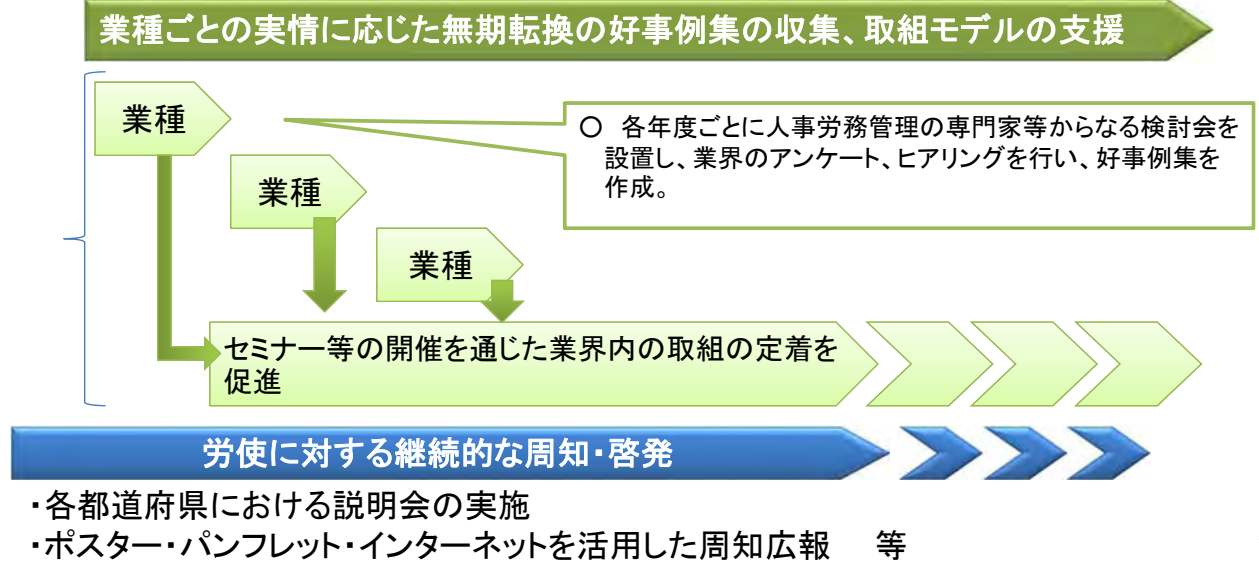 業種ごとの実情に応じた無期転換の好事例集の収集、取組モデルの支援
業種
○ 各年度ごとに人事労務管理の専門家等からなる検討会を
設置し、業界のアンケート、ヒアリングを行い、好事例集を
作成。
業種
業種
セミナー等の開催を通じた業界内の取組の定着を
促進
労使に対する継続的な周知・啓発
・各都道府県における説明会の実施
・ポスター・パンフレット・インターネットを活用した周知広報 等